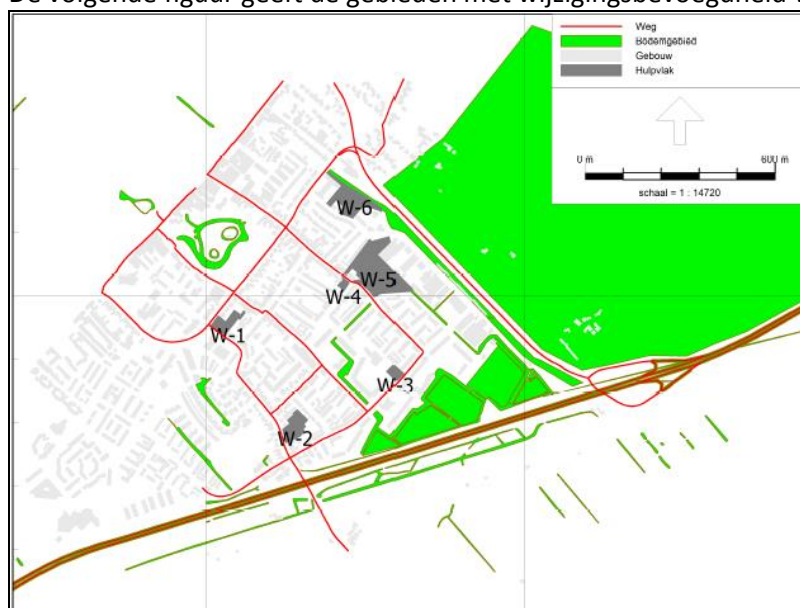 De volgende figuur geeft de gebieden met wijzigingsbevoegdheid
Weg
Bodemgebied
Gebouw
Hulpvlak
0 m
600 m
schaal = 1 : 14720
W-6
W-5
W-4
W-1
W-3
W-2